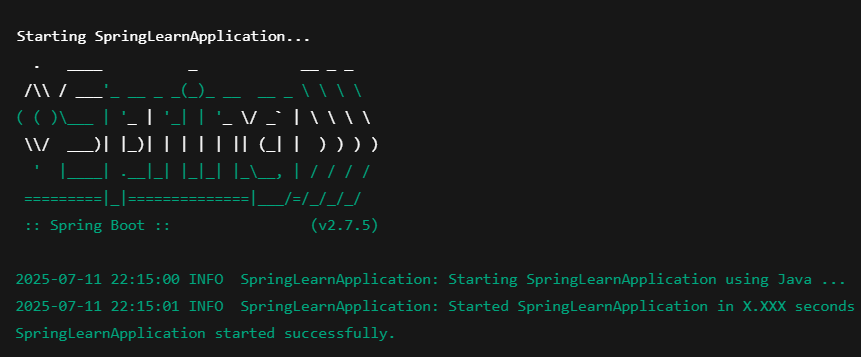 Starting SpringLearnApplication...
  .   ____          _            __ _ _
 /\\ / ___'_ __ _ _(_)_ __  __ _ \ \ \ \
( ( )\___ | '_ | '_| | '_ \/ _` | \ \ \ \
 \\/  ___)| |_)| | | | | || (_| |  ) ) ) )
  '  |____| .__|_| |_|_| |_\__, | / / / /
 =========|_|==============|___/=/_/_/_/
 :: Spring Boot ::                (v2.7.5)
2025-07-11 22:15:00 INFO  SpringLearnApplication: Starting SpringLearnApplication using Java ...
2025-07-11 22:15:01 INFO  SpringLearnApplication: Started SpringLearnApplication in X.XXX seconds
SpringLearnApplication started successfully.